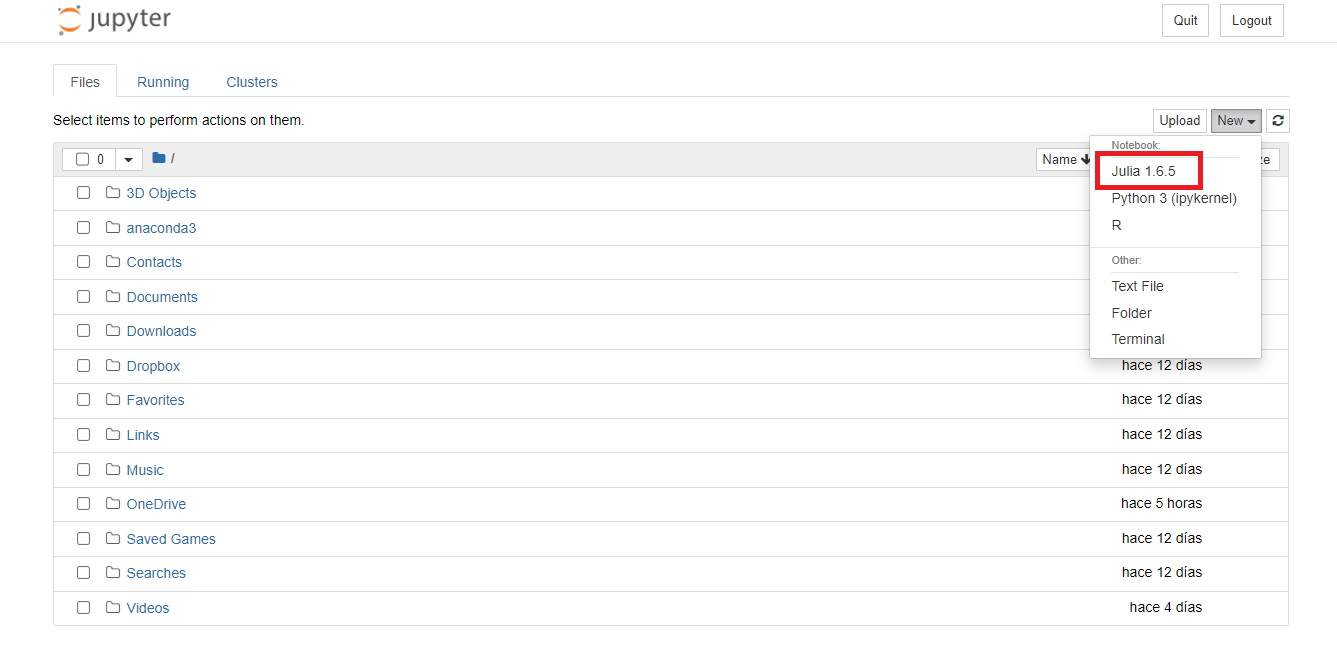 jupyter
Quit Logout
Files Running Clusters
Select items to perform actions on them.
Upload New
0 /
Name
Notebook:
Julia 1.6.5
Python 3 (ipykernel)
R
Other:
Text File
Folder
Terminal
3D Objects
anaconda3
Contacts
Documents
Downloads
Dropbox hace 12 días
Favorites hace 12 días
Links hace 12 días
Music hace 12 días
OneDrive hace 5 horas
Saved Games hace 12 días
Searches hace 12 días
Videos hace 4 días